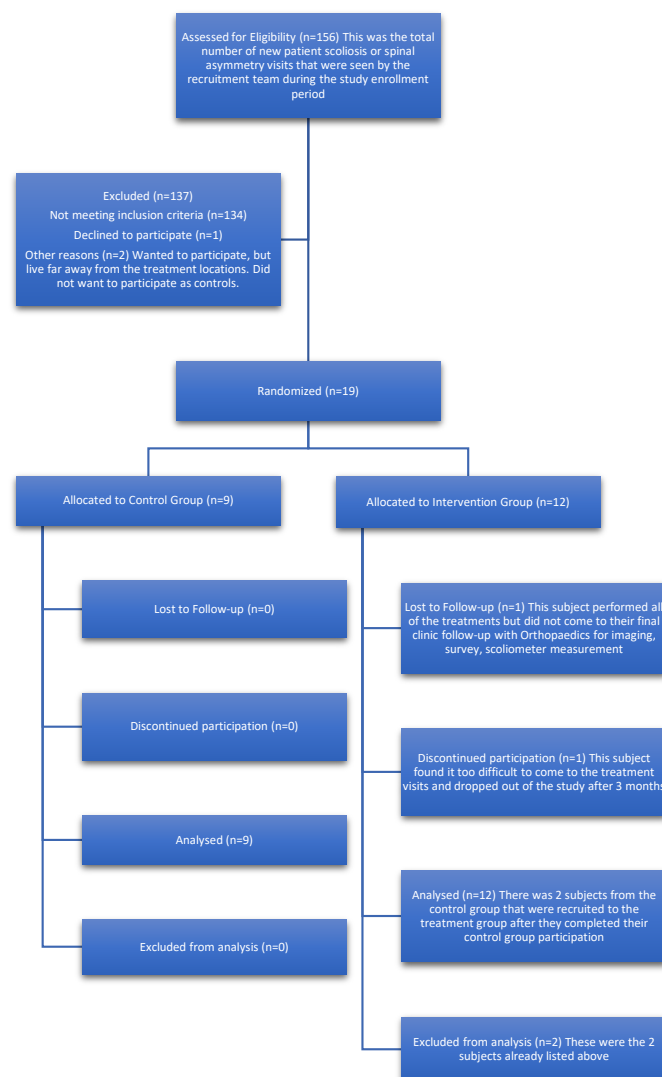 Assessed for Eligibility (n=156) This was the total
number of new patient scoliosis or spinal
asymmetry visits that were seen by the
recruitment team during the study enrollment
period
Excluded (n=137)
Not meeting inclusion criteria (n=134)
Declined to participate (n=1)
Other reasons (n=2) Wanted to participate, but
live far away from the treatment locations. Did
not want to participate as controls.
Randomized (n=19)
Allocated to Control Group (n=9)
Lost to Follow-up (n=0)
Discontinued participation (n=0)
Analysed (n=9)
Excluded from analysis (n=0)
Allocated to Intervention Group (n=12)
Lost to Follow-up (n=1) This subject performed all
of the treatments but did not come to their final
clinic follow-up with Orthopaedics for imaging,
survey, scoliometer measurement
Discontinued participation (n=1) This subject
found it too difficult to come to the treatment
visits and dropped out of the study after 3 months
Analysed (n=12) There was 2 subjects from the
control group that were recruited to the
treatment group after they completed their
control group participation
Excluded from analysis (n=2) These were the 2
subjects already listed above